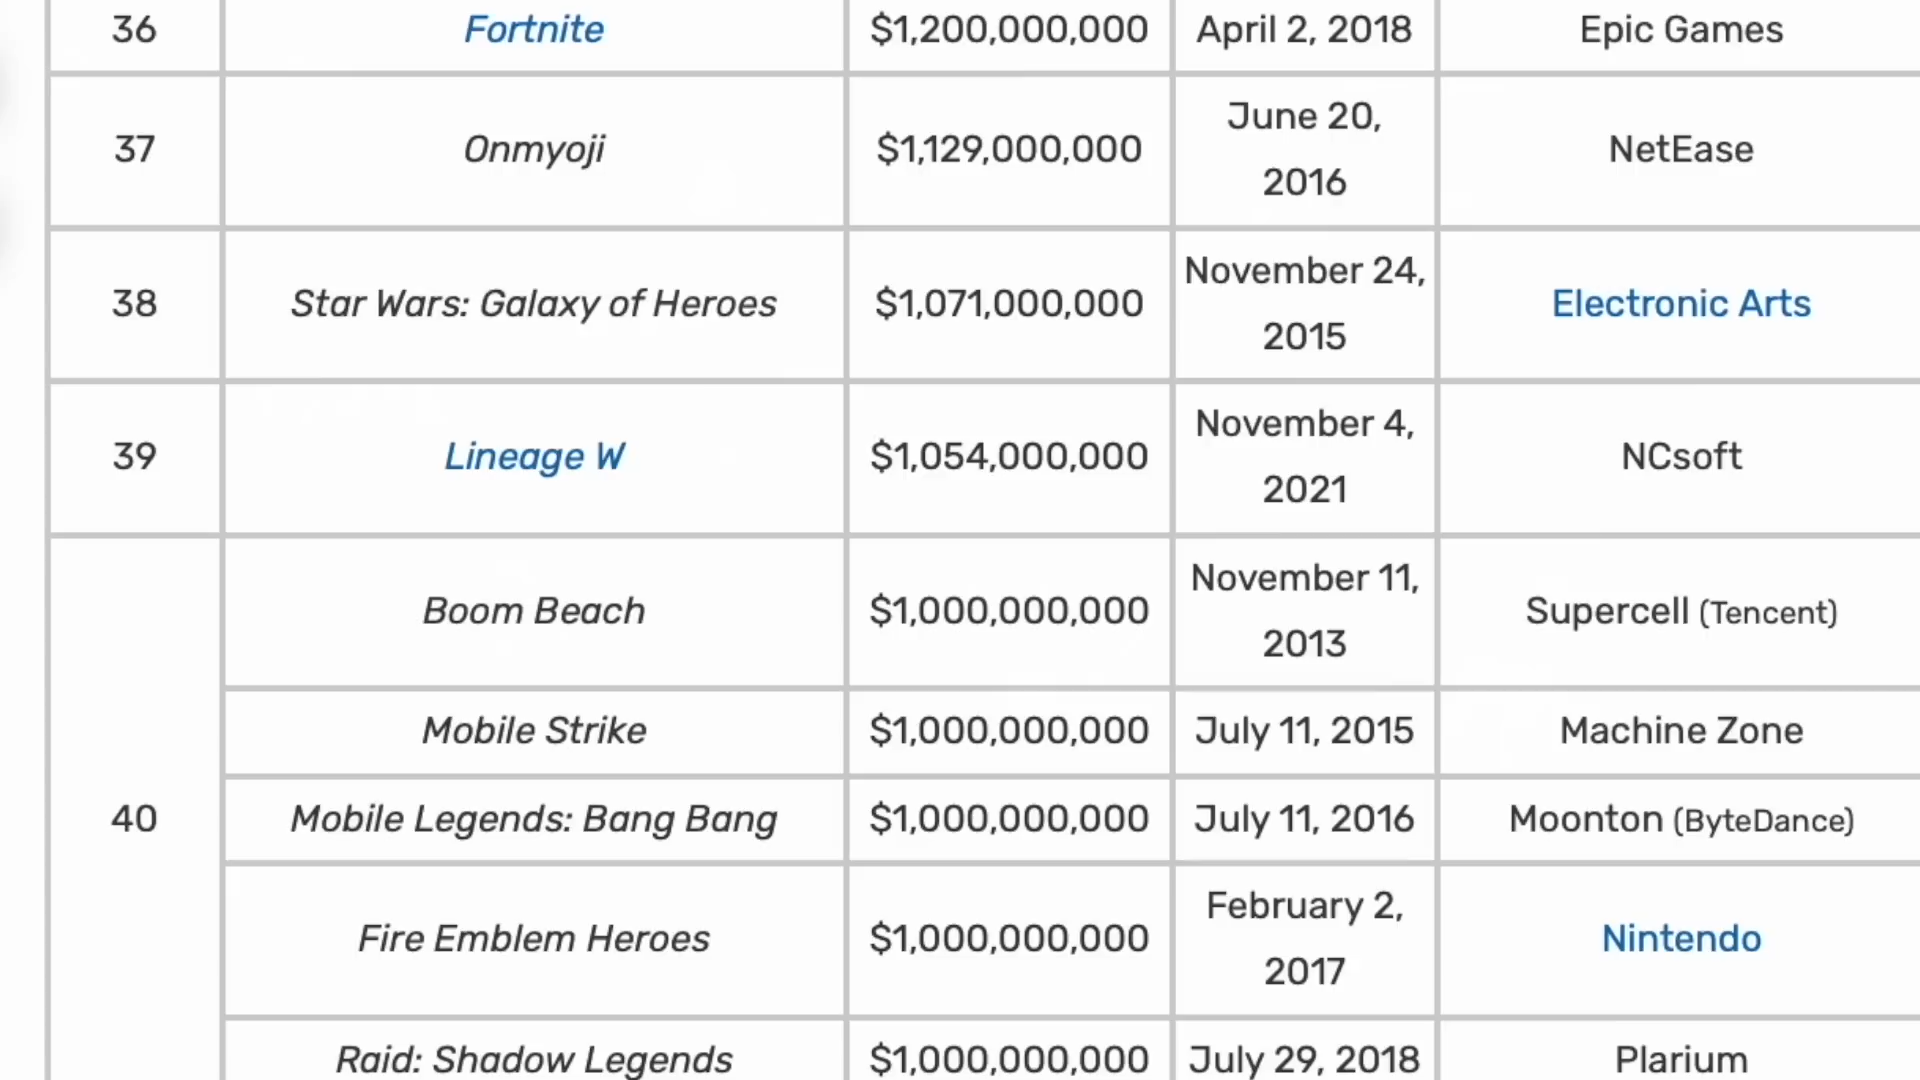 36 Fortnite $1,200,000,000 April 2, 2018 Epic Games
37 Onmyoji $1,129,000,000 June 20, 2016 NetEase
38 Star Wars: Galaxy of Heroes $1,071,000,000 November 24, 2015 Electronic Arts
39 Lineage W $1,054,000,000 November 4, 2021 NCsoft
40 Boom Beach $1,000,000,000 November 11, 2013 Supercell (Tencent)
Mobile Strike $1,000,000,000 July 11, 2015 Machine Zone
Mobile Legends: Bang Bang $1,000,000,000 July 11, 2016 Moonton (ByteDance)
Fire Emblem Heroes $1,000,000,000 February 2, 2017 Nintendo
Raid: Shadow Legends $1,000,000,000 July 29, 2018 Plarium